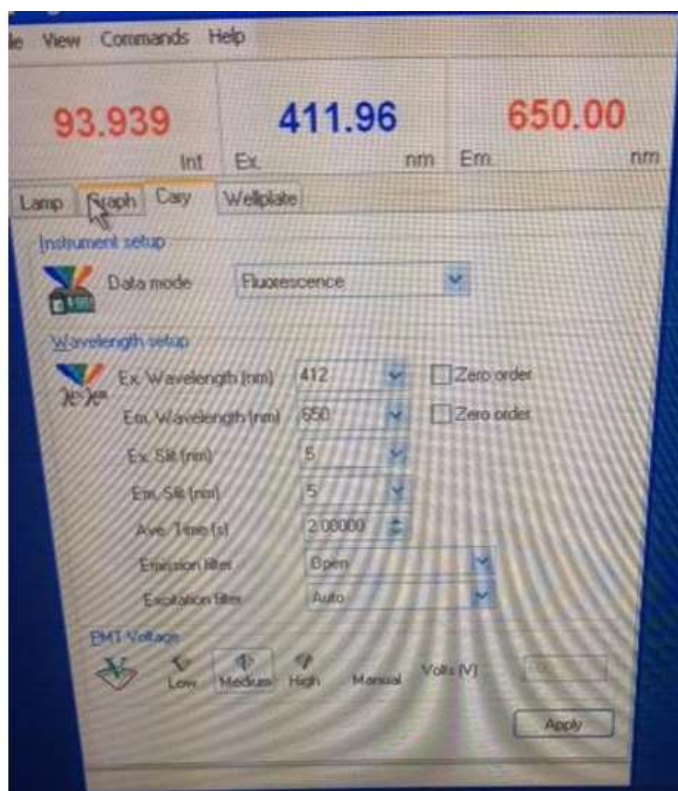 View Commands Help
93.939 411.96 650.00
Int Ex. nm Em. nm
Lamp Graph Cary Wellplate
Instrument setup
Data mode Fluorescence
Wavelength setup
Ex. Wavelength (nm) 412 Zero order
Em. Wavelength (nm) 650 Zero order
Ex. Slit (nm) 5
Em. Slit (nm) 5
Ave. Time (s) 2.00000
Emission filter Open
Excitation filter Auto
PMT Voltage
Low Medium High Manual Volts (V)
Apply